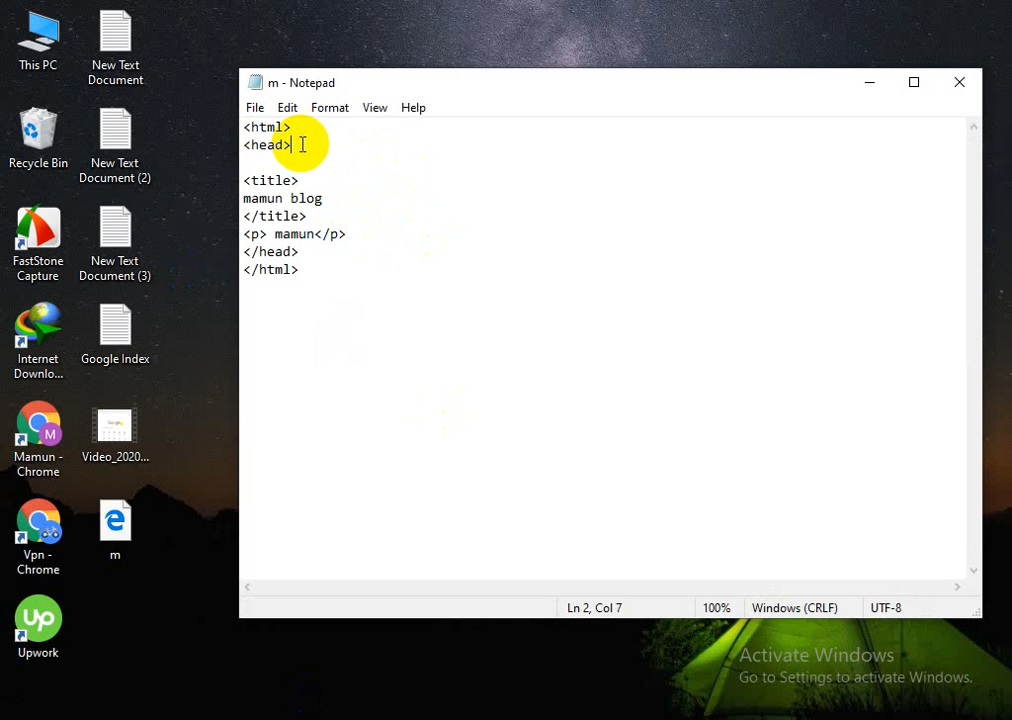 This PC
New Text
Document
Recycle Bin
New Text
Document (2)
FastStone
Capture
New Text
Document (3)
Internet
Downlo...
Google Index
M
Mamun -
Chrome
Google
Video_2020...
Vpn -
Chrome
m
Up
Upwork
m - Notepad
File Edit Format View Help
<html>
<head>
<title>
mamun blog
</title>
<p> mamun</p>
</head>
</html>
Ln 2, Col 7 100% Windows (CRLF) UTF-8
Activate Windows
Go to Settings to activate Windows.